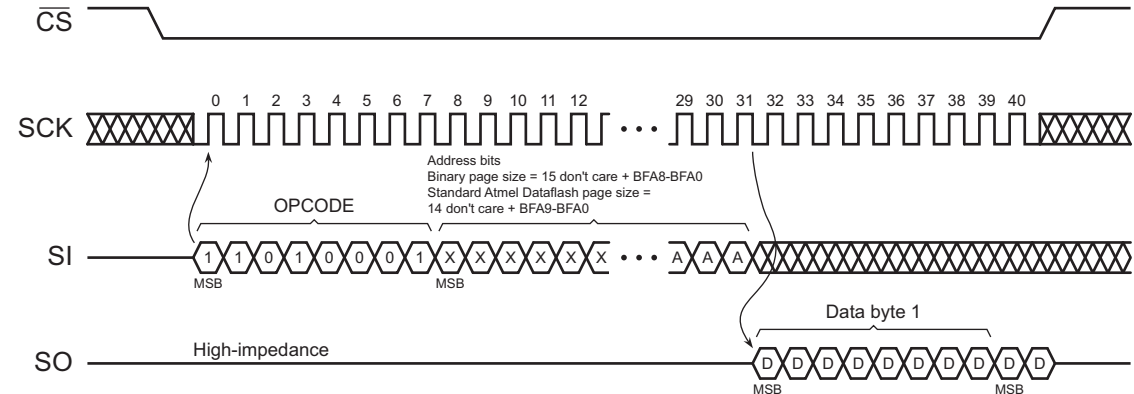 CS
0 1 2 3 4 5 6 7 8 9 10 11 12 29 30 31 32 33 34 35 36 37 38 39 40
SCK
Address bits
Binary page size = 15 don't care + BFA8-BFA0
Standard Atmel Dataflash page size =
14 don't care + BFA9-BFA0
OPCODE
SI 1 1 0 1 0 0 0 1 X X X X X X • • • A A A
MSB MSB
Data byte 1
High-impedance
SO D D D D D D D D D D
MSB MSB